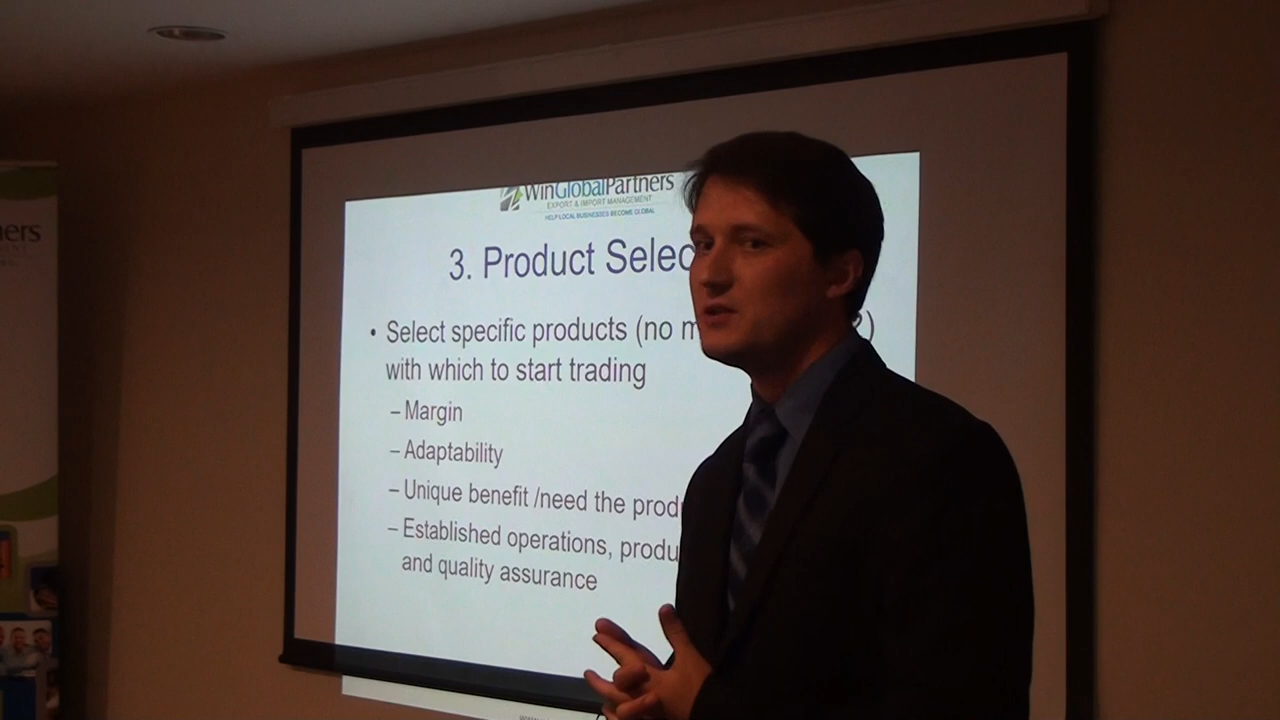 ers
WinGlobalPartners
EXPORT & IMPORT MANAGEMENT
HELP LOCAL BUSINESSES BECOME GLOBAL
3. Product Selec
• Select specific products (no m
)
with which to start trading
– Margin
– Adaptability
– Unique benefit /need the prod
– Established operations, produ
and quality assurance